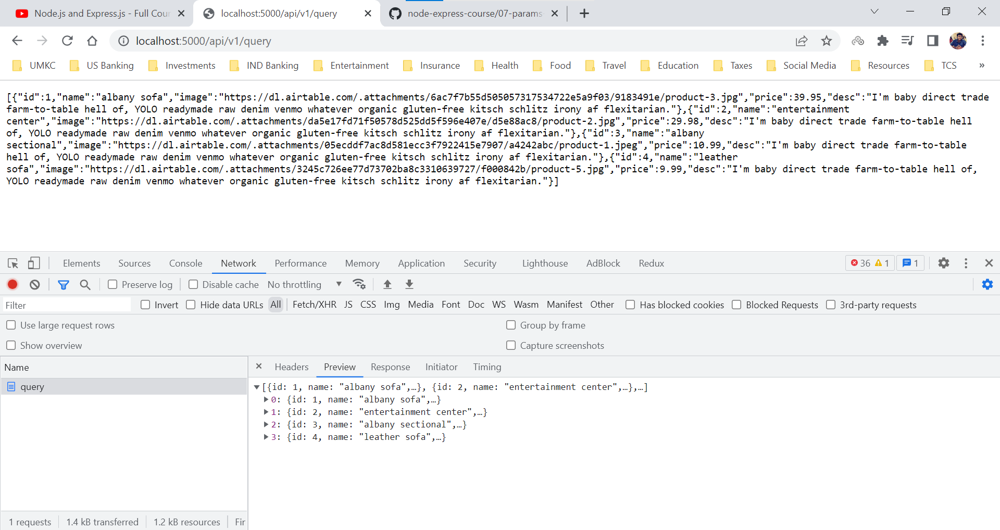 Node.js and Express.js - Full Cour
localhost:5000/api/v1/query
node-express-course/07-params-
localhost:5000/api/v1/query
UMKC
US Banking
Investments
IND Banking
Entertainment
Insurance
Health
Food
Travel
Education
Taxes
Social Media
Resources
TCS
»
[{"id":1,"name":"albany sofa","image":"https://dl.airtable.com/.attachments/6ac7f7b55d505057317534722e5a9f03/9183491e/product-3.jpg","price":39.95,"desc":"I'm baby direct trade
farm-to-table hell of, YOLO readymade raw denim venmo whatever organic gluten-free kitsch schlitz irony af flexitarian."},{"id":2,"name":"entertainment
center","image":"https://dl.airtable.com/.attachments/da5e17fd71f50578d525dd5f596e407e/d5e88ac8/product-2.jpg","price":29.98,"desc":"I'm baby direct trade farm-to-table hell
of, YOLO readymade raw denim venmo whatever organic gluten-free kitsch schlitz irony af flexitarian."},{"id":3,"name":"albany
sectional","image":"https://dl.airtable.com/.attachments/05ecddf7ac8d581ecc3f7922415e7907/a4242abc/product-1.jpeg","price":10.99,"desc":"I'm baby direct trade farm-to-table
hell of, YOLO readymade raw denim venmo whatever organic gluten-free kitsch schlitz irony af flexitarian."},{"id":4,"name":"leather
sofa","image":"https://dl.airtable.com/.attachments/3245c726ee77d73702ba8c3310639727/f000842b/product-5.jpg","price":9.99,"desc":"I'm baby direct trade farm-to-table hell of,
YOLO readymade raw denim venmo whatever organic gluten-free kitsch schlitz irony af flexitarian."}]
Elements
Sources
Console
Network
Performance
Memory
Application
Security
Lighthouse
AdBlock
Redux
36
1
1
Preserve log
Disable cache
No throttling
Filter
Invert
Hide data URLs
All
Fetch/XHR
JS
CSS
Img
Media
Font
Doc
WS
Wasm
Manifest
Other
Has blocked cookies
Blocked Requests
3rd-party requests
Use large request rows
Group by frame
Show overview
Capture screenshots
Name
Headers
Preview
Response
Initiator
Timing
query
[{id: 1, name: "albany sofa",…}, {id: 2, name: "entertainment center",…},…]
0: {id: 1, name: "albany sofa",…}
1: {id: 2, name: "entertainment center",…}
2: {id: 3, name: "albany sectional",…}
3: {id: 4, name: "leather sofa",…}
1 requests
1.4 kB transferred
1.2 kB resources
Fir